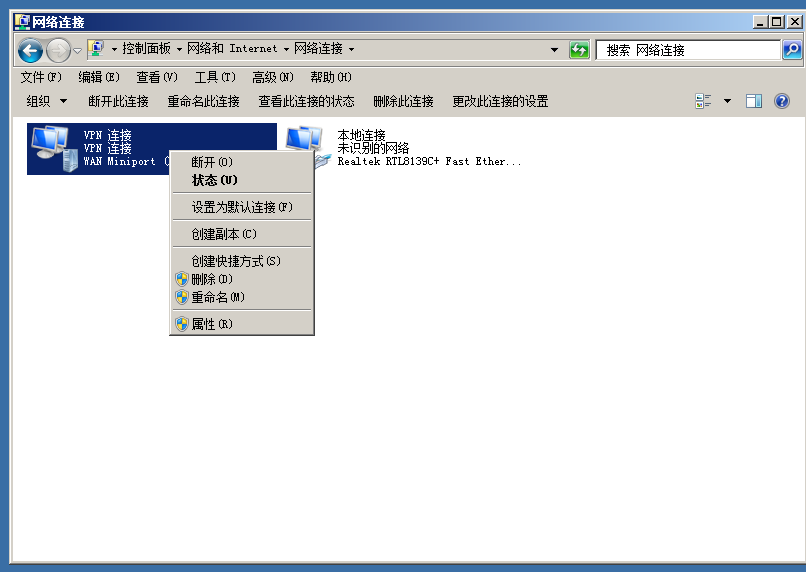 网络连接
控制面板 网络和 Internet 网络连接
搜索 网络连接
文件(F) 编辑(E) 查看(V) 工具(T) 高级(N) 帮助(H)
组织 断开此连接 重命名此连接 查看此连接的状态 删除此连接 更改此连接的设置
VPN 连接
VPN 连接
WAN Miniport (
本地连接
未识别的网络
Realtek RTL8139C+ Fast Ether...
断开(O)
状态(U)
设置为默认连接(F)
创建副本(C)
创建快捷方式(S)
删除(D)
重命名(M)
属性(R)